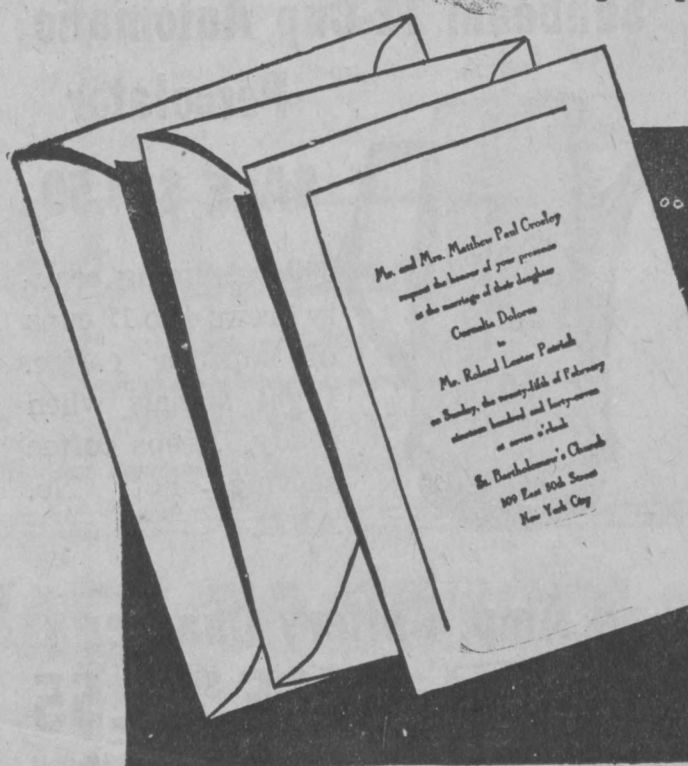 Mr. and Mrs. Matthew Paul Crosley
request the honour of your presence
at the marriage of their daughter
Cornelia Dolores
to
Mr. Roland Lester
on Sunday, the twenty-fifth of February
nineteen hundred and forty-seven
at seven o'clock
St. Bartholomew's Church
109 East 50th Street
New York City